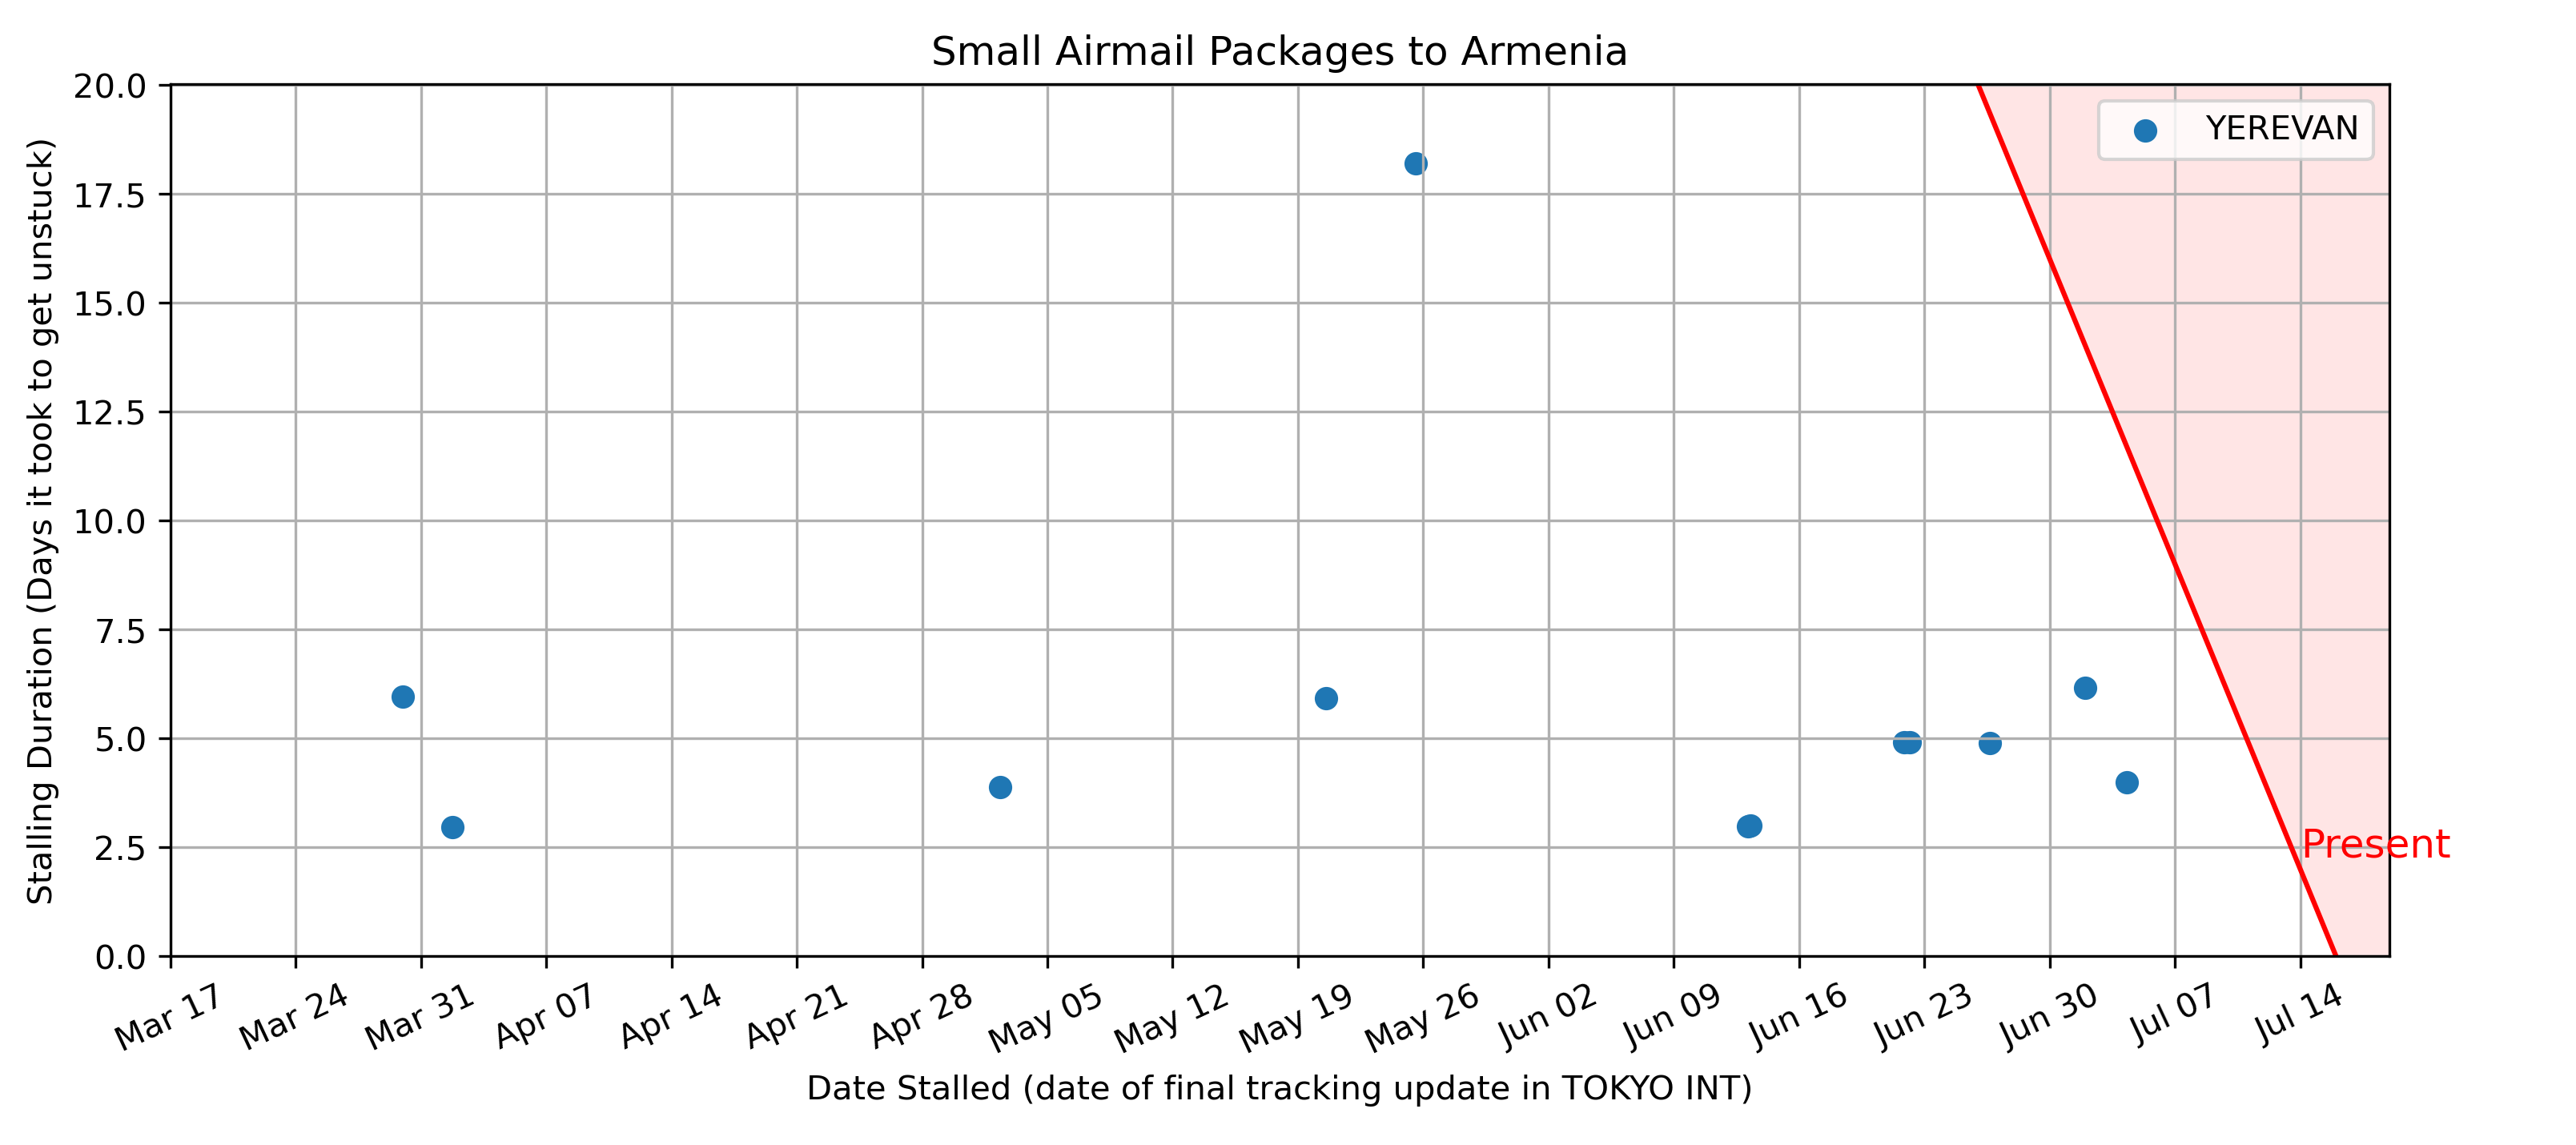 Small Airmail Packages to Armenia
Stalling Duration (Days it took to get unstuck)
20.0
17.5
15.0
12.5
10.0
7.5
5.0
2.5
0.0
YEREVAN
Present
Mar 17 Mar 24 Mar 31 Apr 07 Apr 14 Apr 21 Apr 28 May 05 May 12 May 19 May 26 Jun 02 Jun 09 Jun 16 Jun 23 Jun 30 Jul 07 Jul 14
Date Stalled (date of final tracking update in TOKYO INT)